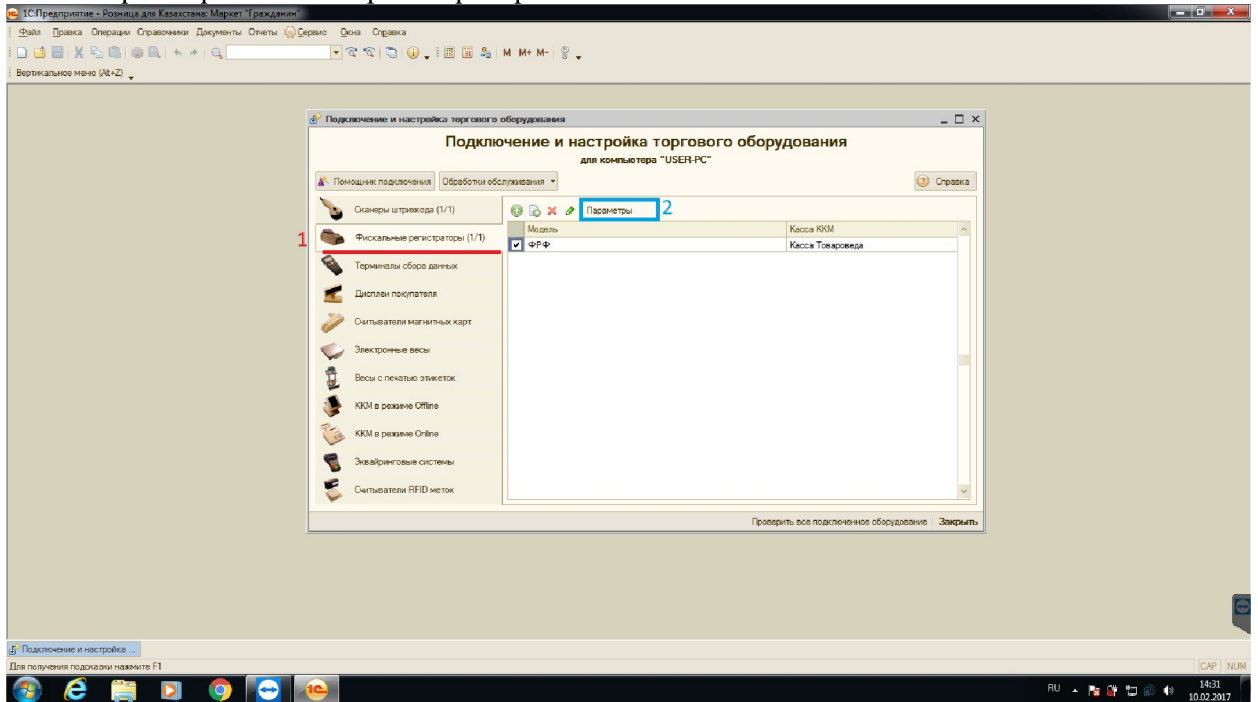 1С:Предприятие - Розница для Казахстана: Маркет "Гражданин"
Файл Правка Операции Справочники Документы Отчеты Сервис Окна Справка
M M+ M-
Вертикальное меню (Alt+Z)
Подключение и настройка торгового оборудования
Подключение и настройка торгового оборудования
для компьютера "USER-PC"
Помощник подключения Обработки обслуживания Справка
Сканеры штрихкода (1/1)
Параметры 2
Модель Касса ККМ
1 Фискальные регистраторы (1/1)
ФРФ Касса Товароведа
Терминалы сбора данных
Дисплеи покупателя
Считыватели магнитных карт
Электронные весы
Весы с печатью этикеток
ККМ в режиме Offline
ККМ в режиме Online
Эквайринговые системы
Считыватели RFID меток
Проверить все подключенное оборудование Закрыть
Подключение и настройка ...
Для получения подсказки нажмите F1
CAP NUM
RU 14:31
10.02.2017